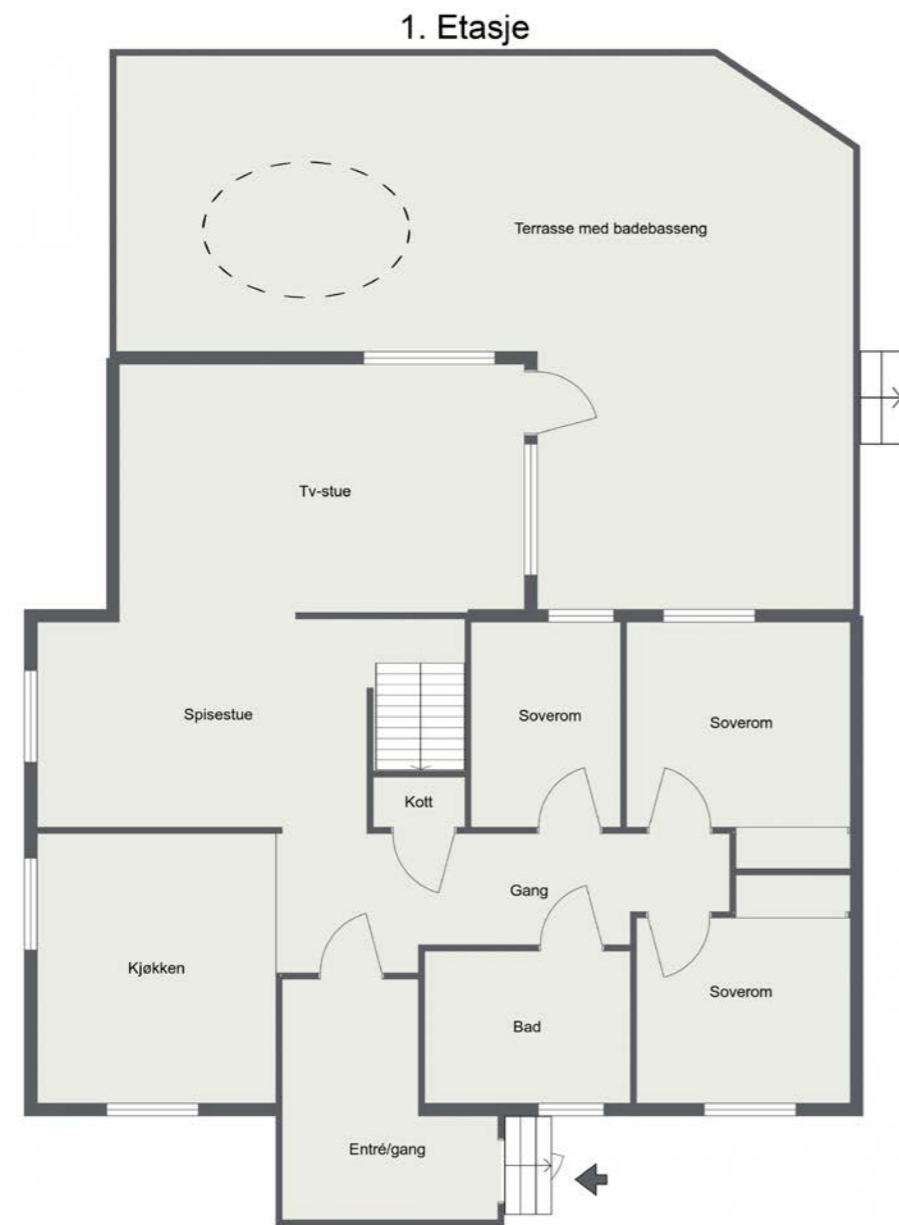 1. Etasje
Terrasse med badebasseng
Tv-stue
Spisestue
Soverom
Soverom
Kott
Gang
Kjøkken
Soverom
Bad
Entré/gang